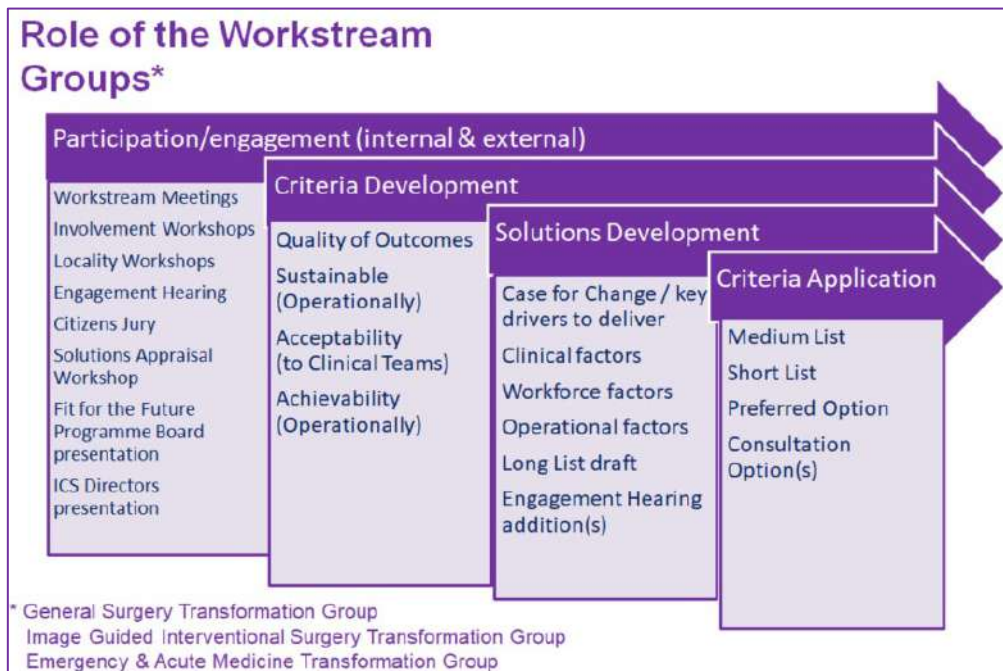 Role of the Workstream
Groups*
Participation/engagement (internal & external)
Workstream Meetings
Involvement Workshops
Locality Workshops
Engagement Hearing
Citizens Jury
Solutions Appraisal
Workshop
Fit for the Future
Programme Board
presentation
ICS Directors
presentation
Criteria Development
Quality of Outcomes
Sustainable
(Operationally)
Acceptability
(to Clinical Teams)
Achievability
(Operationally)
Solutions Development
Case for Change / key
drivers to deliver
Clinical factors
Workforce factors
Operational factors
Long List draft
Engagement Hearing
addition(s)
Criteria Application
Medium List
Short List
Preferred Option
Consultation
Option(s)
* General Surgery Transformation Group
Image Guided Interventional Surgery Transformation Group
Emergency & Acute Medicine Transformation Group